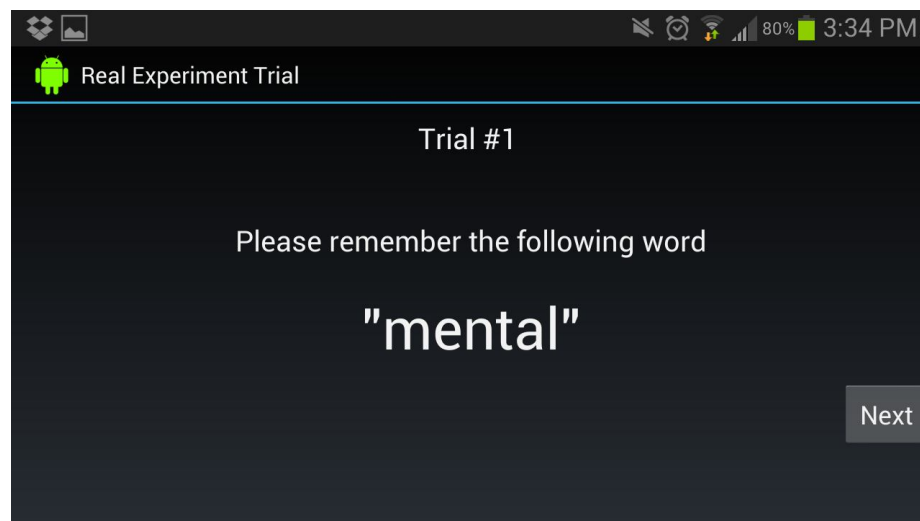 80% 3:34 PM
Real Experiment Trial
Trial #1
Please remember the following word
"mental"
Next